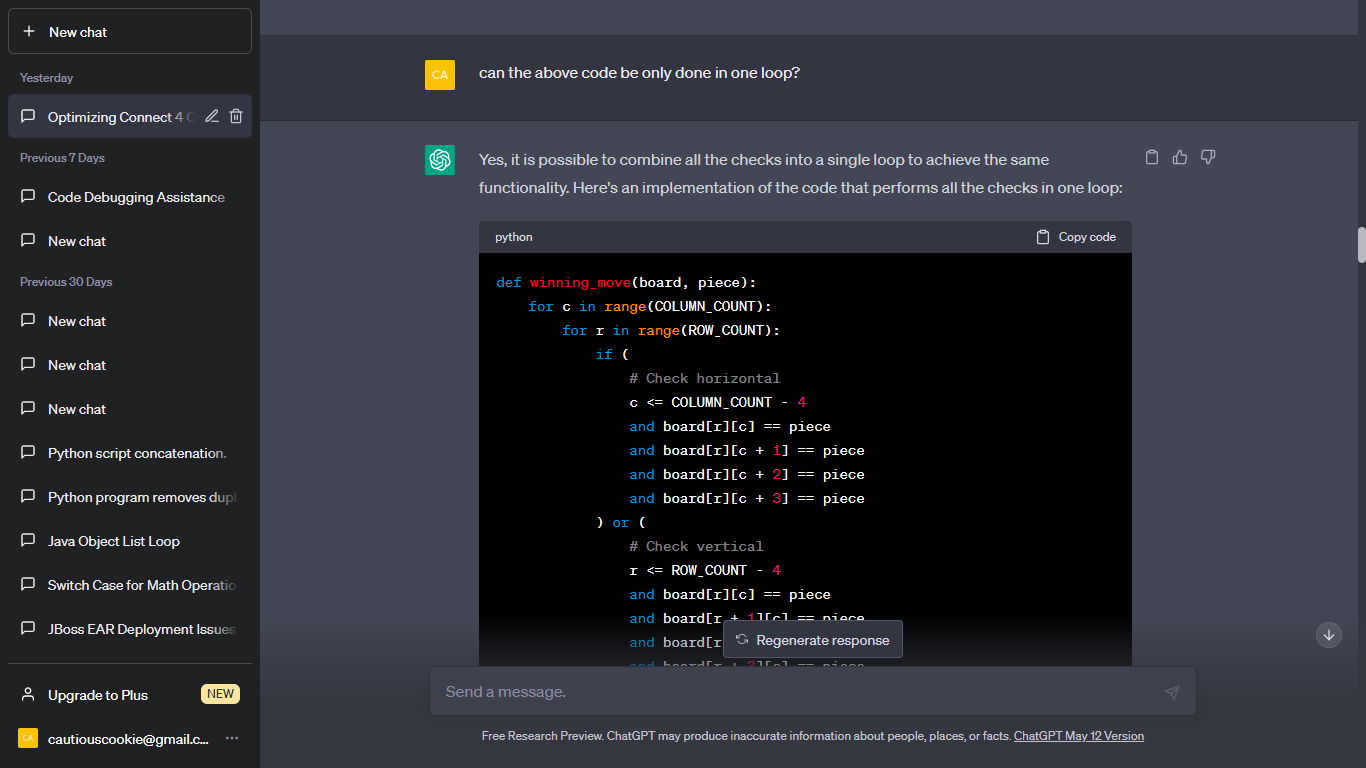 New chat
Yesterday
Optimizing Connect 4
Previous 7 Days
Code Debugging Assistance
New chat
Previous 30 Days
New chat
New chat
New chat
Python script concatenation.
Python program removes dupl
Java Object List Loop
Switch Case for Math Operatio
JBoss EAR Deployment Issues
Upgrade to Plus NEW
CA cautiouscookie@gmail.c...
CA can the above code be only done in one loop?
Yes, it is possible to combine all the checks into a single loop to achieve the same
functionality. Here's an implementation of the code that performs all the checks in one loop:
python Copy code
def winning_move(board, piece):
for c in range(COLUMN_COUNT):
for r in range(ROW_COUNT):
if (
# Check horizontal
c <= COLUMN_COUNT - 4
and board[r][c] == piece
and board[r][c + 1] == piece
and board[r][c + 2] == piece
and board[r][c + 3] == piece
) or (
# Check vertical
r <= ROW_COUNT - 4
and board[r][c] == piece
and board[r + 1][c] == piece
and board[r
and board[r + 3][c] == piece
Regenerate response
Send a message.
Free Research Preview. ChatGPT may produce inaccurate information about people, places, or facts. ChatGPT May 12 Version